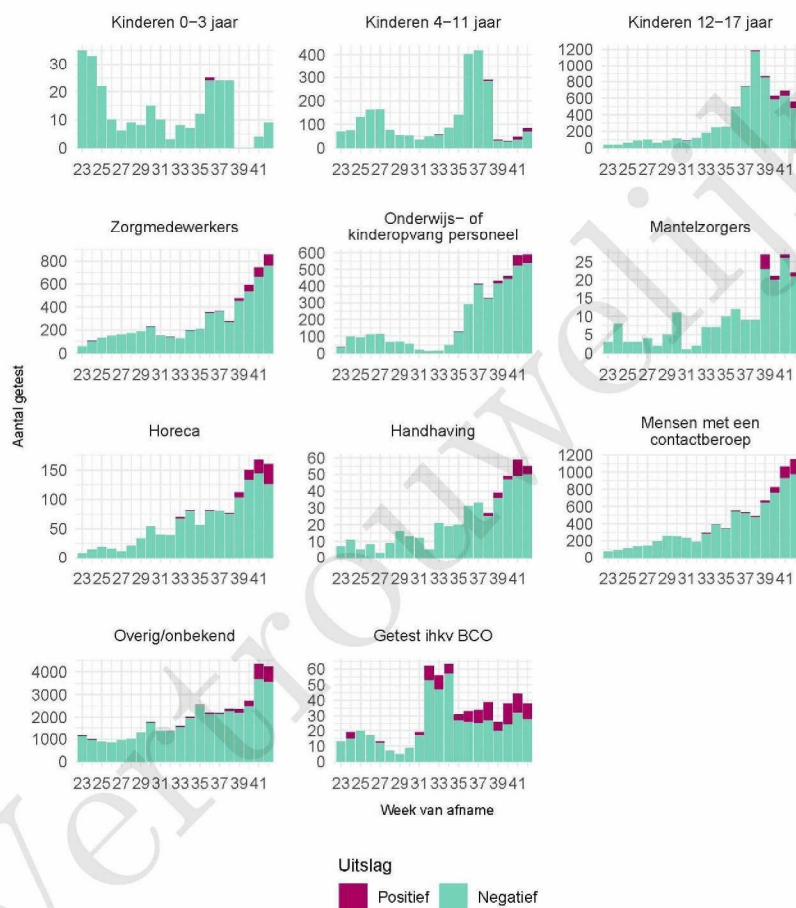 Kinderen 0−3 jaar
30
20
10
0
23 25 27 29 31 33 35 37 39 41
Kinderen 4−11 jaar
400
300
200
100
0
23 25 27 29 31 33 35 37 39 41
Kinderen 12−17 jaar
1200
1000
800
600
400
200
0
23 25 27 29 31 33 35 37 39 41
Zorgmedewerkers
800
600
400
200
0
23 25 27 29 31 33 35 37 39 41
Onderwijs− of
kinderopvang personeel
600
500
400
300
200
100
0
23 25 27 29 31 33 35 37 39 41
Mantelzorgers
25
20
15
10
5
0
23 25 27 29 31 33 35 37 39 41
Aantal getest
Horeca
150
100
50
0
23 25 27 29 31 33 35 37 39 41
Handhaving
60
50
40
30
20
10
0
23 25 27 29 31 33 35 37 39 41
Mensen met een
contactberoep
1200
1000
800
600
400
200
0
23 25 27 29 31 33 35 37 39 41
Overig/onbekend
4000
3000
2000
1000
0
23 25 27 29 31 33 35 37 39 41
Getest ihkv BCO
60
50
40
30
20
10
0
23 25 27 29 31 33 35 37 39 41
Week van afname
Uitslag
Positief
Negatief
Vertrouwelijk